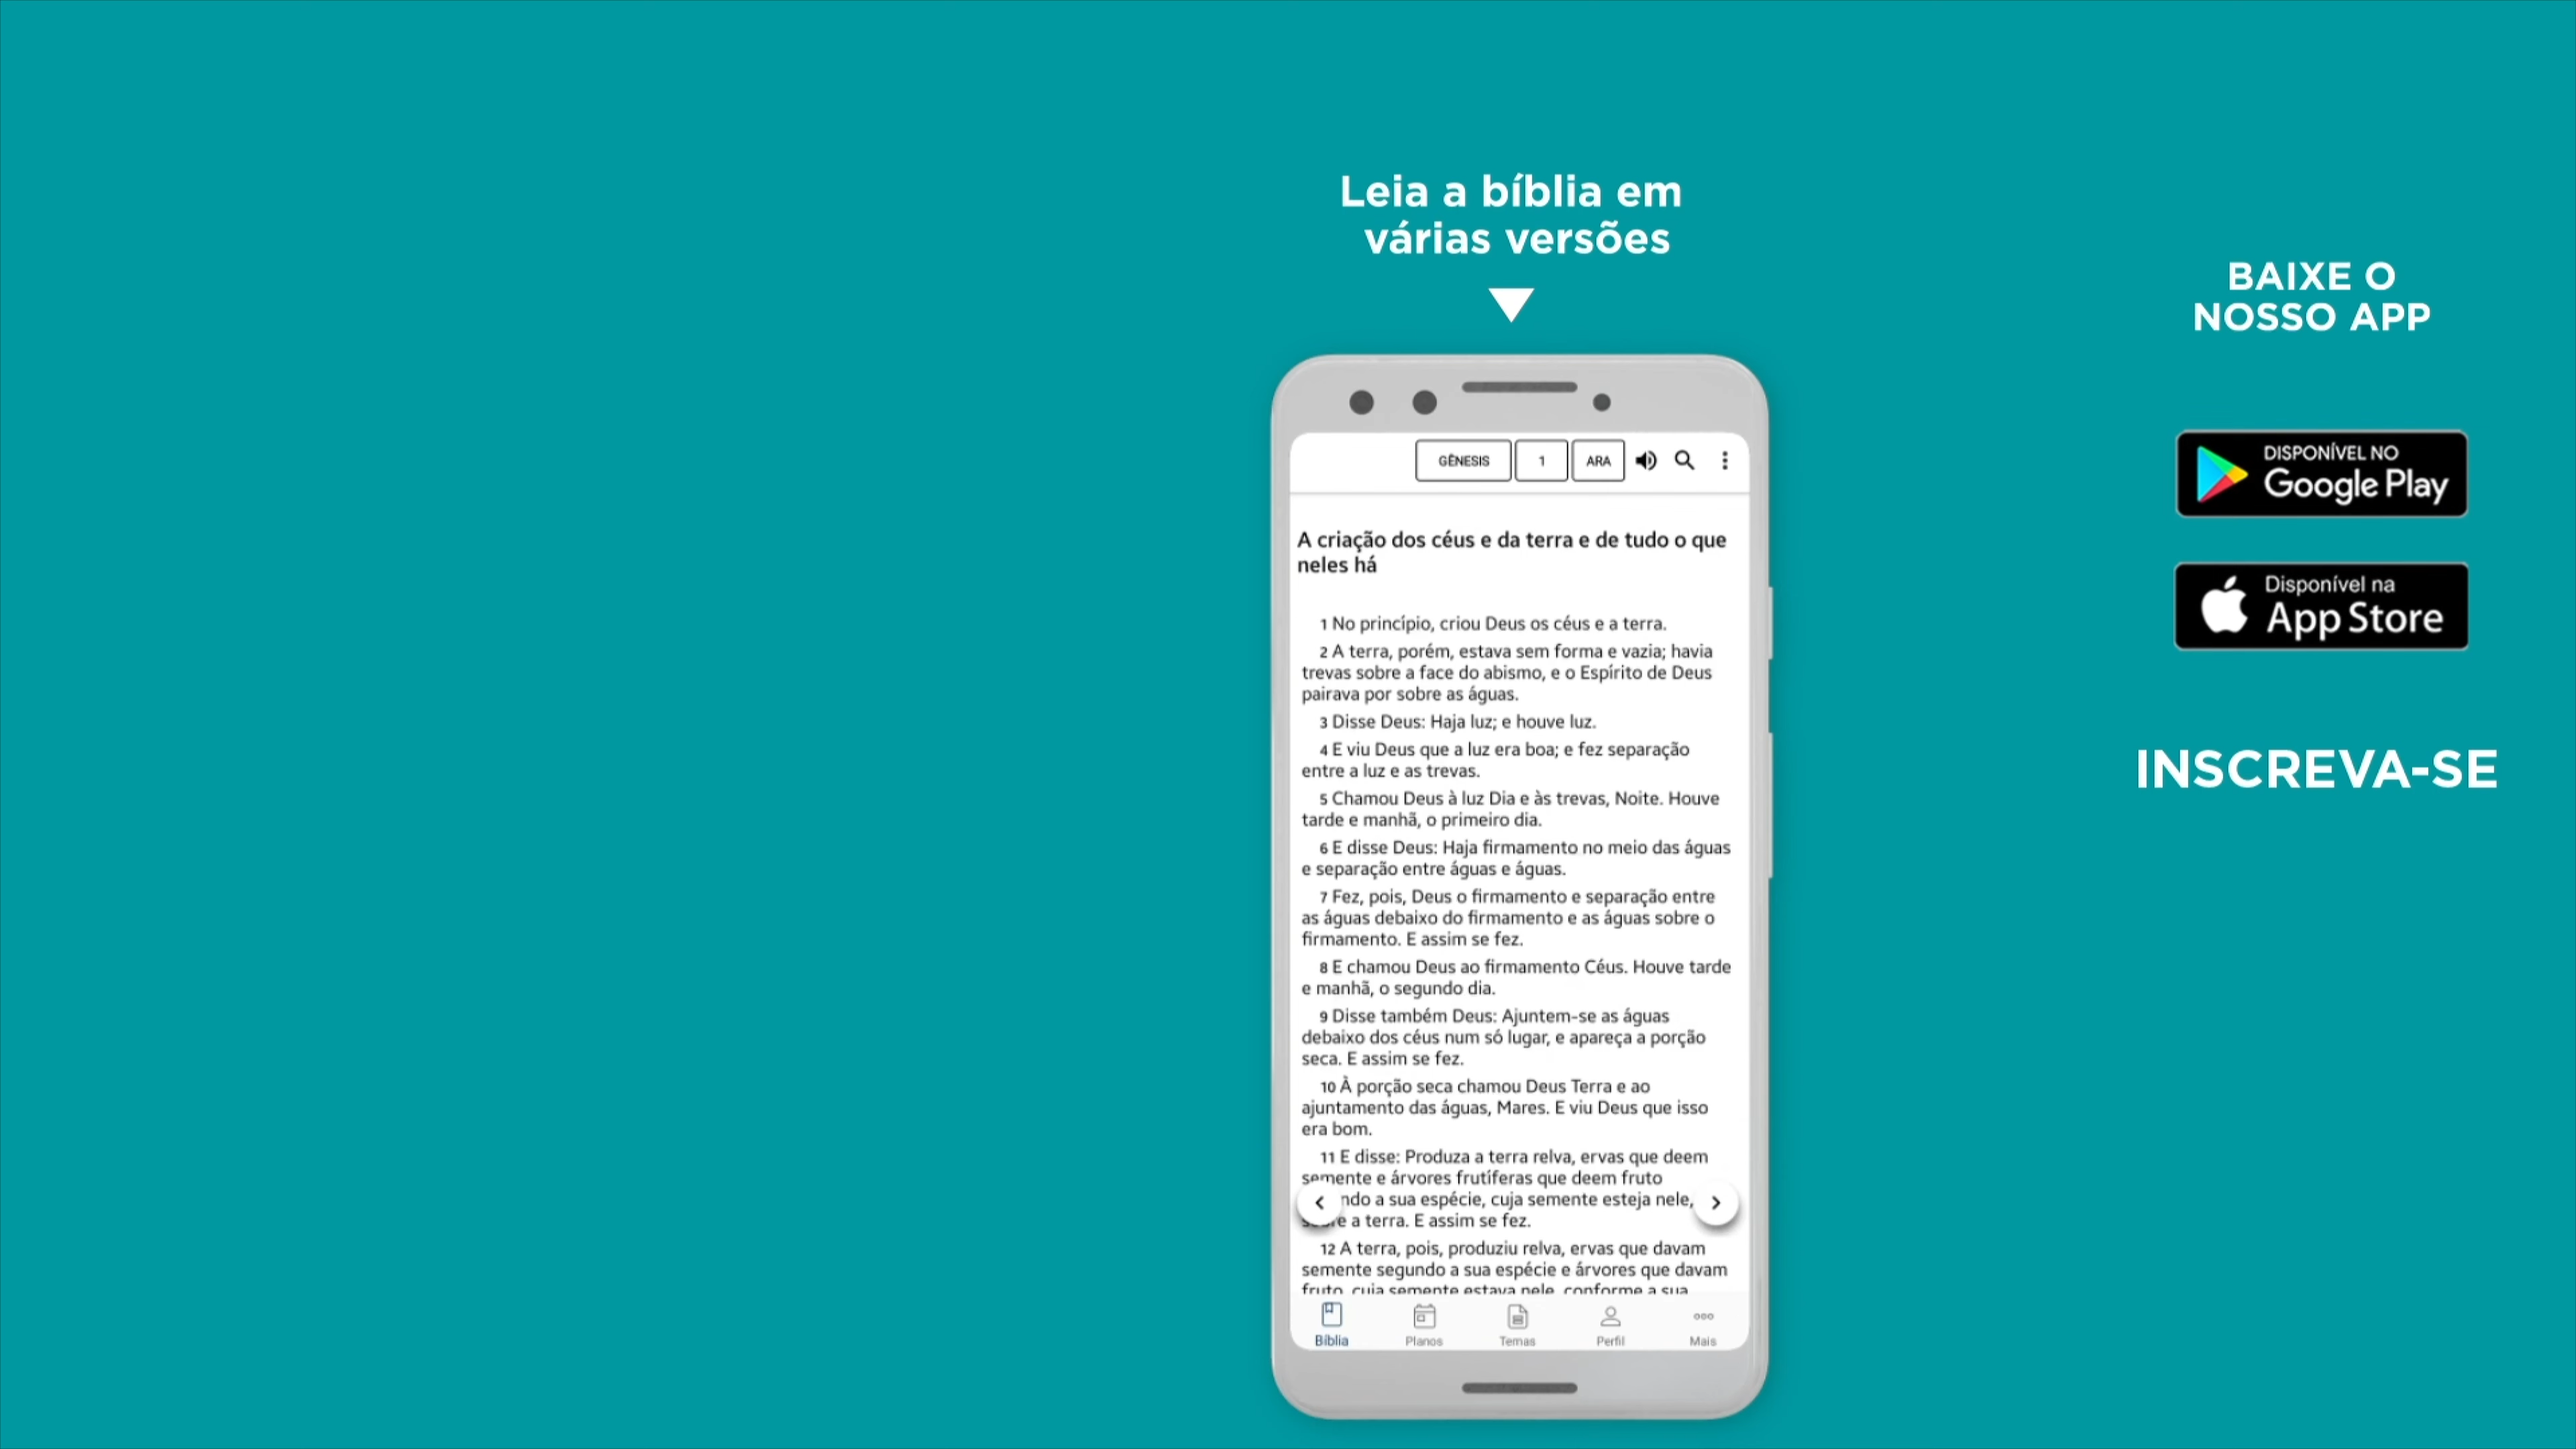 Leia a bíblia em
várias versões
BAIXE O
NOSSO APP
DISPONÍVEL NO
Google Play
Disponível na
App Store
INSCREVA-SE
GÊNESIS 1 ARA
A criação dos céus e da terra e de tudo o que
neles há
1 No princípio, criou Deus os céus e a terra.
2 A terra, porém, estava sem forma e vazia; havia
trevas sobre a face do abismo, e o Espírito de Deus
pairava por sobre as águas.
3 Disse Deus: Haja luz; e houve luz.
4 E viu Deus que a luz era boa; e fez separação
entre a luz e as trevas.
5 Chamou Deus à luz Dia e às trevas, Noite. Houve
tarde e manhã, o primeiro dia.
6 E disse Deus: Haja firmamento no meio das águas
e separação entre águas e águas.
7 Fez, pois, Deus o firmamento e separação entre
as águas debaixo do firmamento e as águas sobre o
firmamento. E assim se fez.
8 E chamou Deus ao firmamento Céus. Houve tarde
e manhã, o segundo dia.
9 Disse também Deus: Ajuntem-se as águas
debaixo dos céus num só lugar, e apareça a porção
seca. E assim se fez.
10 À porção seca chamou Deus Terra e ao
ajuntamento das águas, Mares. E viu Deus que isso
era bom.
11 E disse: Produza a terra relva, ervas que deem
semente e árvores frutíferas que deem fruto
a sua espécie, cuja semente esteja nele,
a terra. E assim se fez.
12 A terra, pois, produziu relva, ervas que davam
semente segundo a sua espécie e árvores que davam
fruto, cuja semente estava nele, conforme a sua
Bíblia Planos Temas Perfil Mais